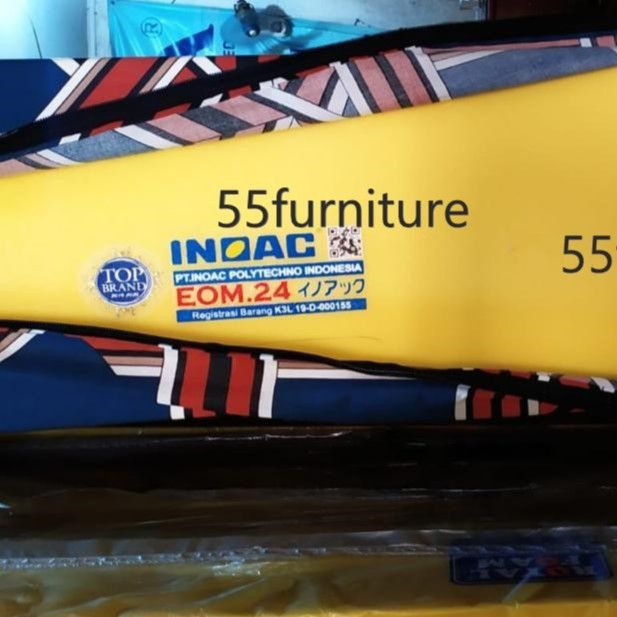 ®
55furniture
55
INOAC
TOP
BRAND
PT.INOAC POLYTECHNO INDONESIA
EOM.24 イノアック
Registrasi Barang K3L 19-D-000155